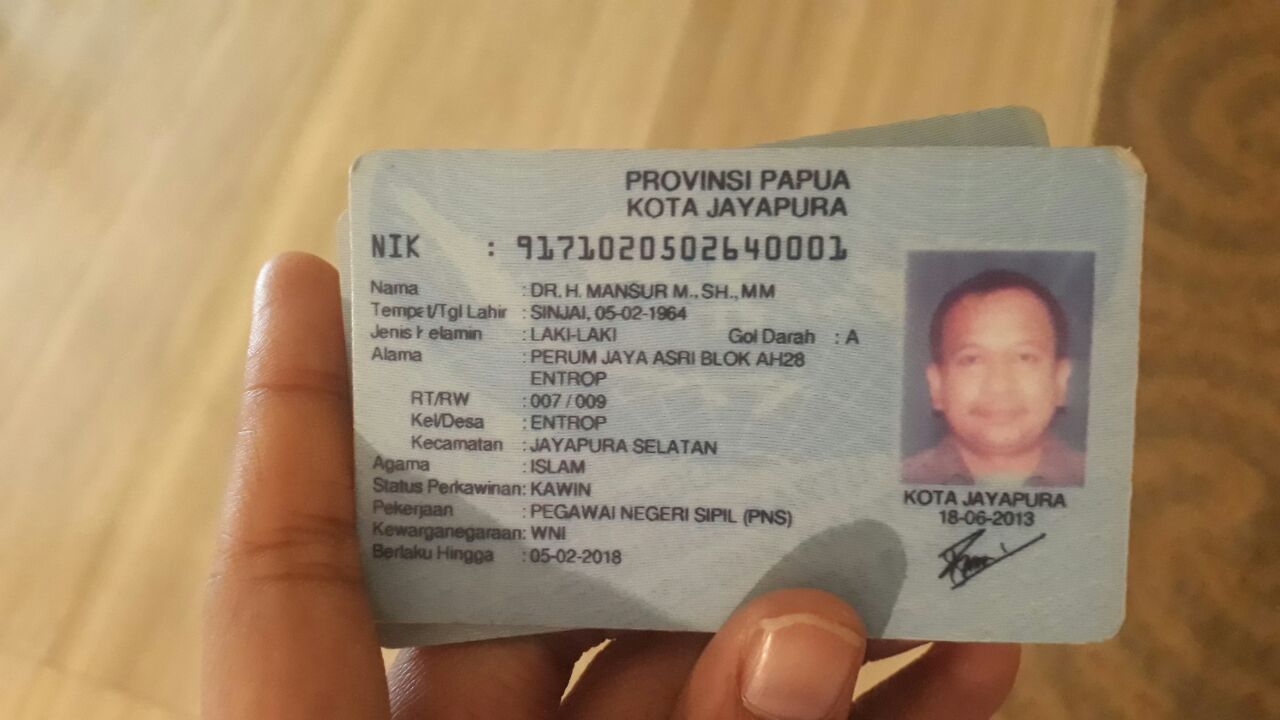 PROVINSI PAPUA
KOTA JAYAPURA
NIK : 9171020502640001
Nama : DR. H. MANSUR M., SH., MM
Tempat/Tgl Lahir : SINJAI, 05-02-1964
Jenis Kelamin : LAKI-LAKI Gol Darah : A
Alama : PERUM JAYA ASRI BLOK AH28
ENTROP
RT/RW : 007 / 009
Kel/Desa : ENTROP
Kecamatan : JAYAPURA SELATAN
Agama : ISLAM
Status Perkawinan: KAWIN
Pekerjaan : PEGAWAI NEGERI SIPIL (PNS)
Kewarganegaraan: WNI
Berlaku Hingga : 05-02-2018
KOTA JAYAPURA
18-06-2013